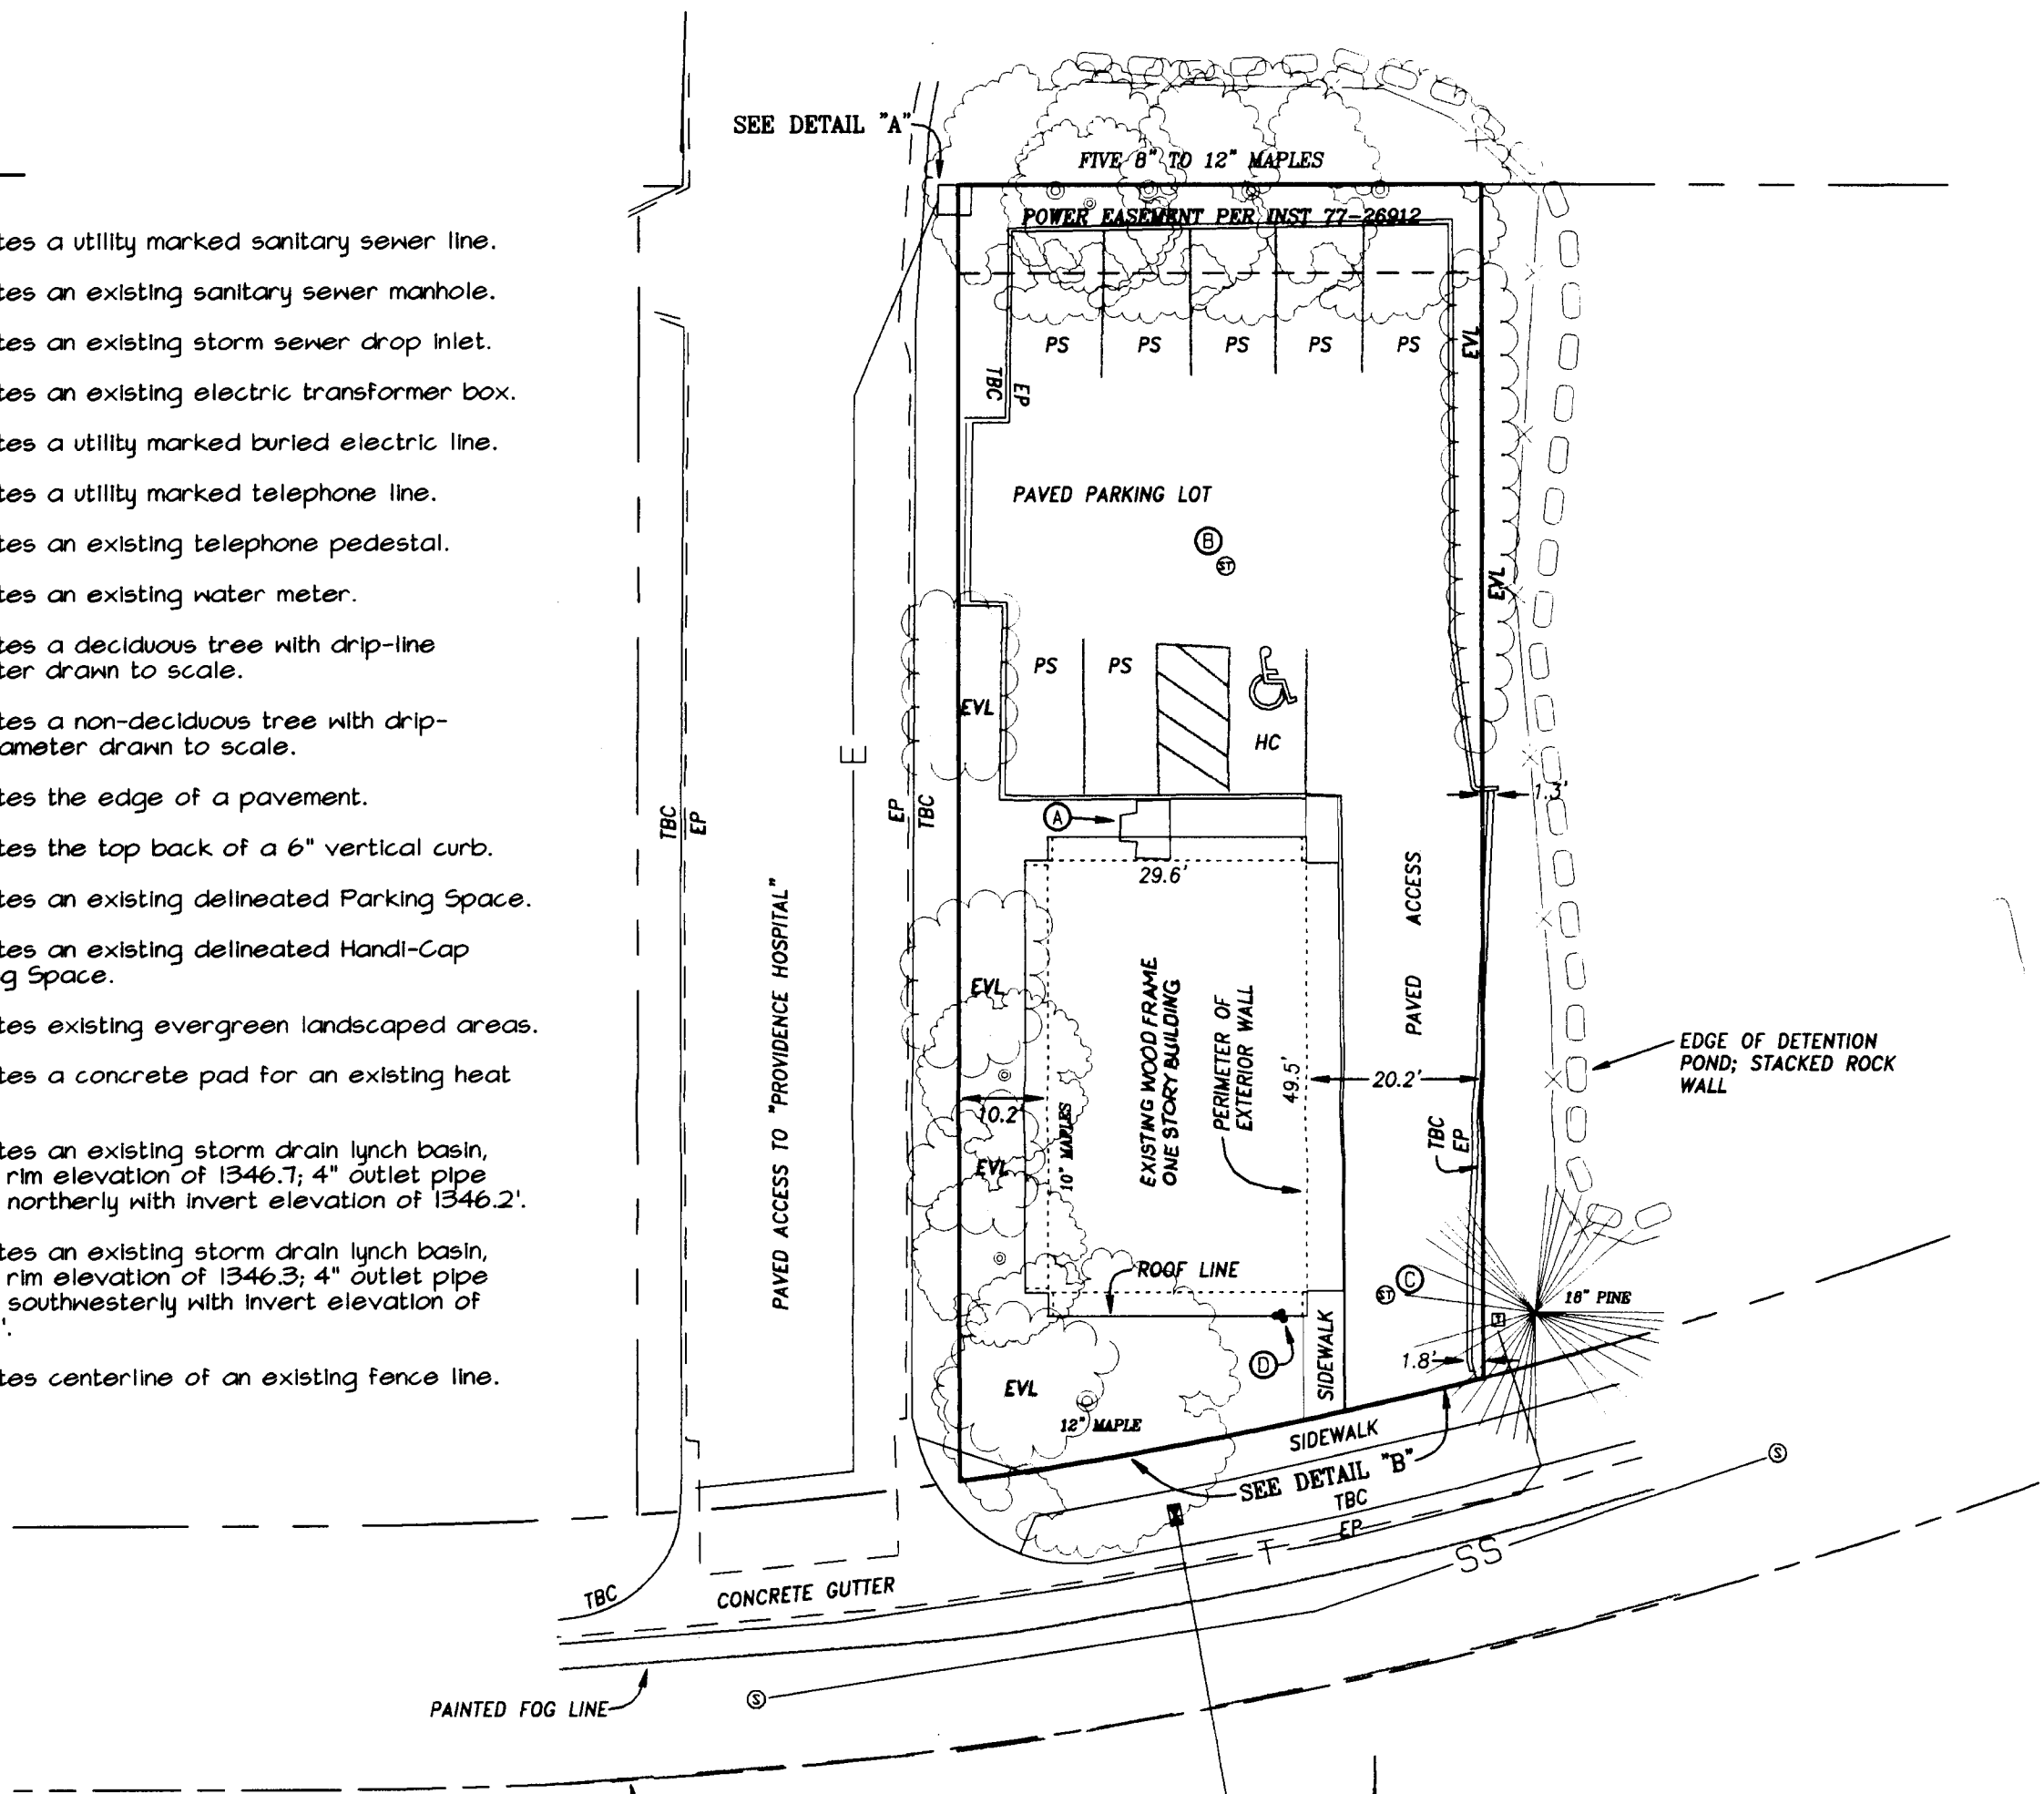 tes a utility marked sanitary sewer line.
tes an existing sanitary sewer manhole.
tes an existing storm sewer drop inlet.
tes an existing electric transformer box.
tes a utility marked buried electric line.
tes a utility marked telephone line.
tes an existing telephone pedestal.
tes an existing water meter.
tes a deciduous tree with drip-line
ter drawn to scale.
tes a non-deciduous tree with drip-
ameter drawn to scale.
tes the edge of a pavement.
tes the top back of a 6" vertical curb.
tes an existing delineated Parking Space.
tes an existing delineated Handi-Cap
g Space.
tes existing evergreen landscaped areas.
tes a concrete pad for an existing heat
tes an existing storm drain lynch basin,
rim elevation of 1346.7; 4" outlet pipe
northerly with invert elevation of 1346.2'.
tes an existing storm drain lynch basin,
rim elevation of 1346.3; 4" outlet pipe
southwesterly with invert elevation of
'.
tes centerline of an existing fence line.
SEE DETAIL "A"
FIVE 8" TO 12" MAPLES
POWER EASEMENT PER INST 77-26912
PS
PS
PS
PS
PS
EVL
TBC
EP
PAVED PARKING LOT
B
ST
EVL
PS
PS
EVL
HC
E
TBC
EP
EP
TBC
A
1.3'
29.6'
PAVED ACCESS
PAVED ACCESS TO "PROVIDENCE HOSPITAL"
EVL
EXISTING WOOD FRAME
ONE STORY BUILDING
PERIMETER OF
EXTERIOR WALL
49.5'
20.2'
EDGE OF DETENTION
POND; STACKED ROCK
WALL
10.2'
10" MAPLES
EVL
TBC
EP
ROOF LINE
ST
C
18" PINE
T
D
SIDEWALK
1.8'
EVL
12" MAPLE
SIDEWALK
SEE DETAIL "B"
S
TBC
EP
T
SS
TBC
CONCRETE GUTTER
PAINTED FOG LINE
S